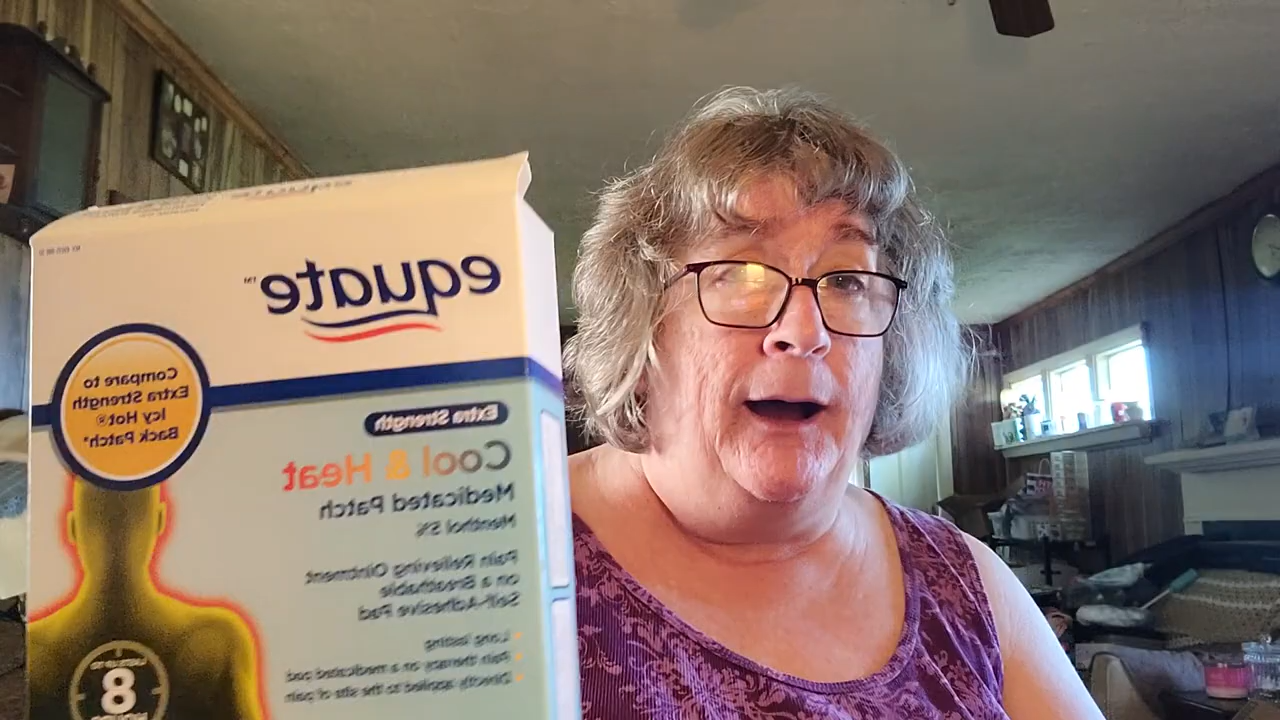 equate™
Compare to
Extra Strength
Icy Hot®
Back Patch*
Extra Strength
Cool & Heat
Medicated Patch
Menthol 5%
Pain Relieving Ointment
on a Breathable
Self-Adhesive Pad
Long lasting
Pain therapy on a medicated pad
Directly applied to the site of pain
8